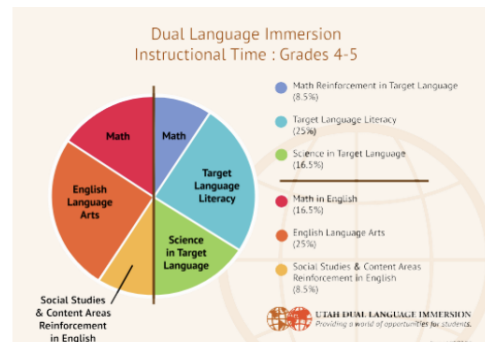 Dual Language Immersion
Instructional Time : Grades 4-5
Math
Math
Target
Language
Literacy
English
Language
Arts
Science
in Target
Language
Social Studies
& Content Areas
Reinforcement
in English
Math Reinforcement in Target Language
(8.5%)
Target Language Literacy
(25%)
Science in Target Language
(16.5%)
Math in English
(16.5%)
English Language Arts
(25%)
Social Studies & Content Areas
Reinforcement in English
(8.5%)
UTAH DUAL LANGUAGE IMMERSION
Providing a world of opportunities for students.